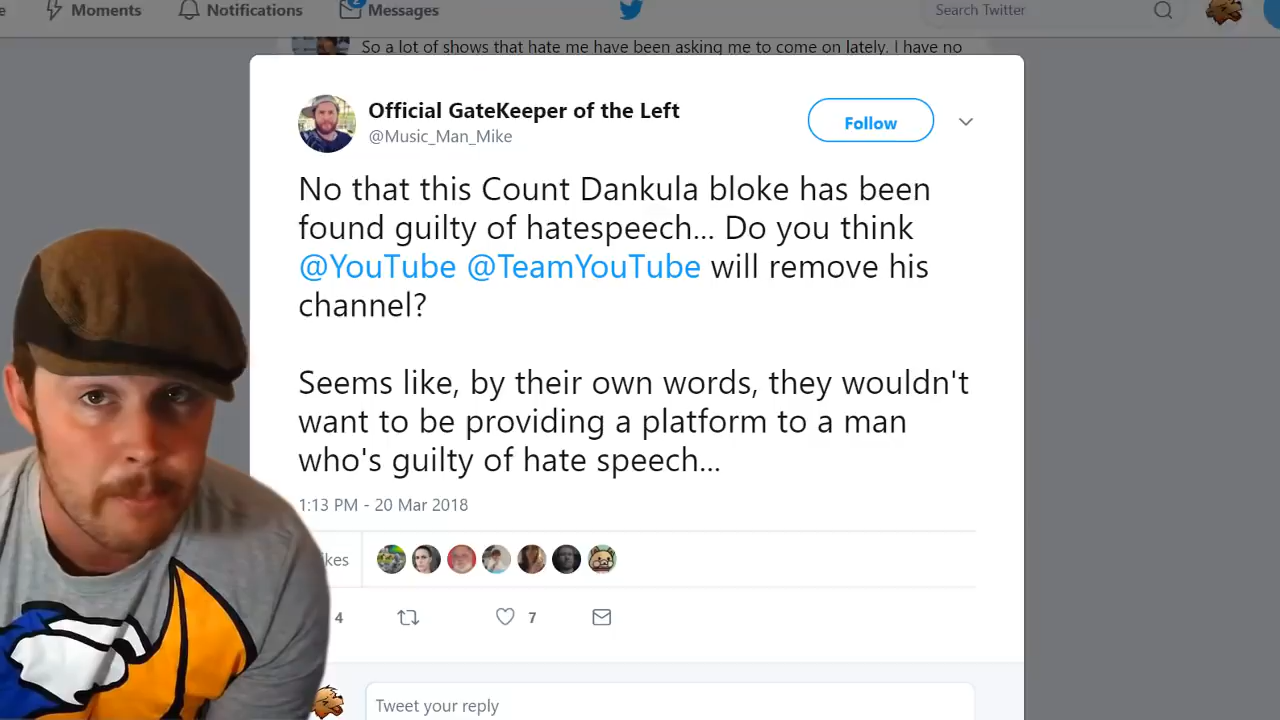 Moments
Notifications
2
Messages
Search Twitter
So a lot of shows that hate me have been asking me to come on lately. I have no
Official GateKeeper of the Left
@Music_Man_Mike
Follow
No that this Count Dankula bloke has been
found guilty of hatespeech... Do you think
@YouTube @TeamYouTube will remove his
channel?
Seems like, by their own words, they wouldn't
want to be providing a platform to a man
who's guilty of hate speech...
1:13 PM - 20 Mar 2018
kes
4
7
Tweet your reply